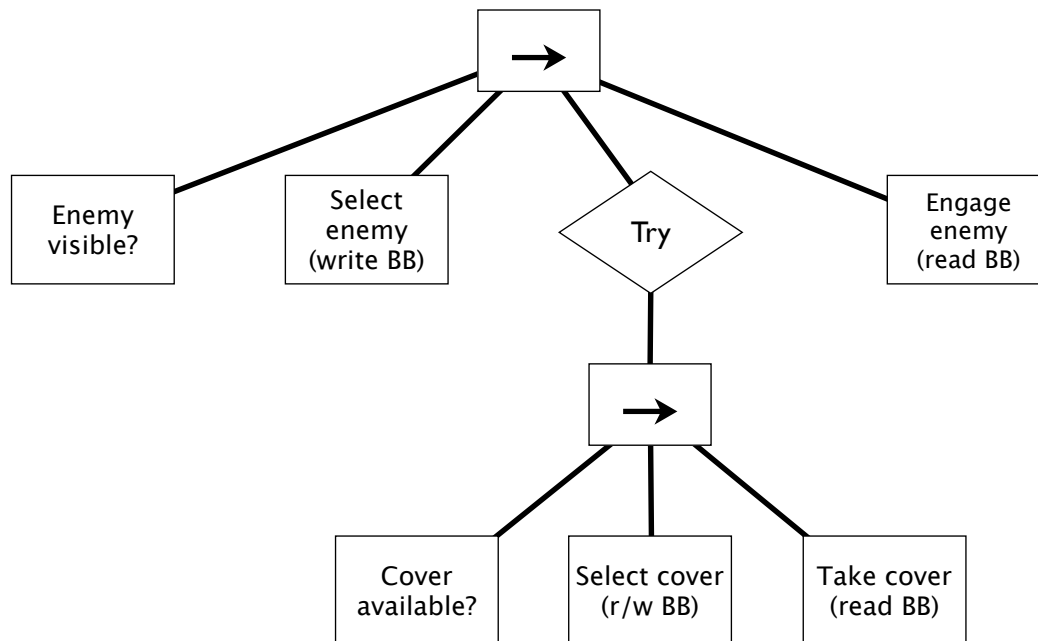 →
Enemy
visible?
Select
enemy
(write BB)
Try
Engage
enemy
(read BB)
→
Cover
available?
Select cover
(r/w BB)
Take cover
(read BB)